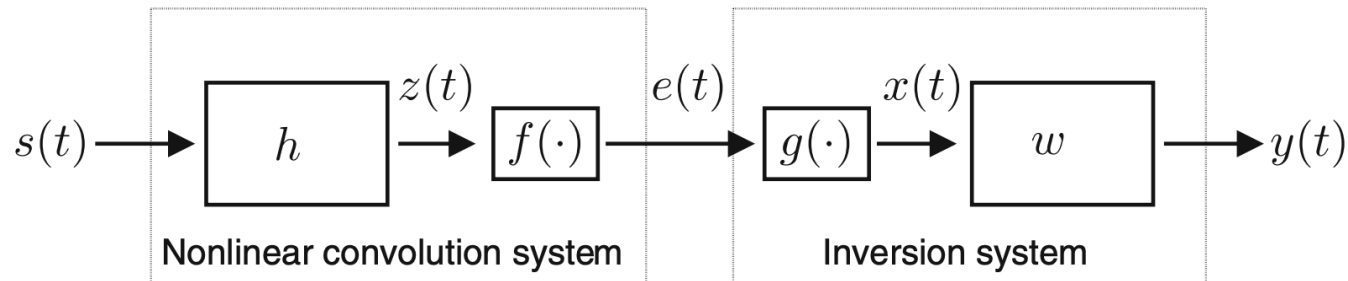 s(t) h z(t) f(·) e(t) g(·) x(t) w y(t)
Nonlinear convolution system Inversion system